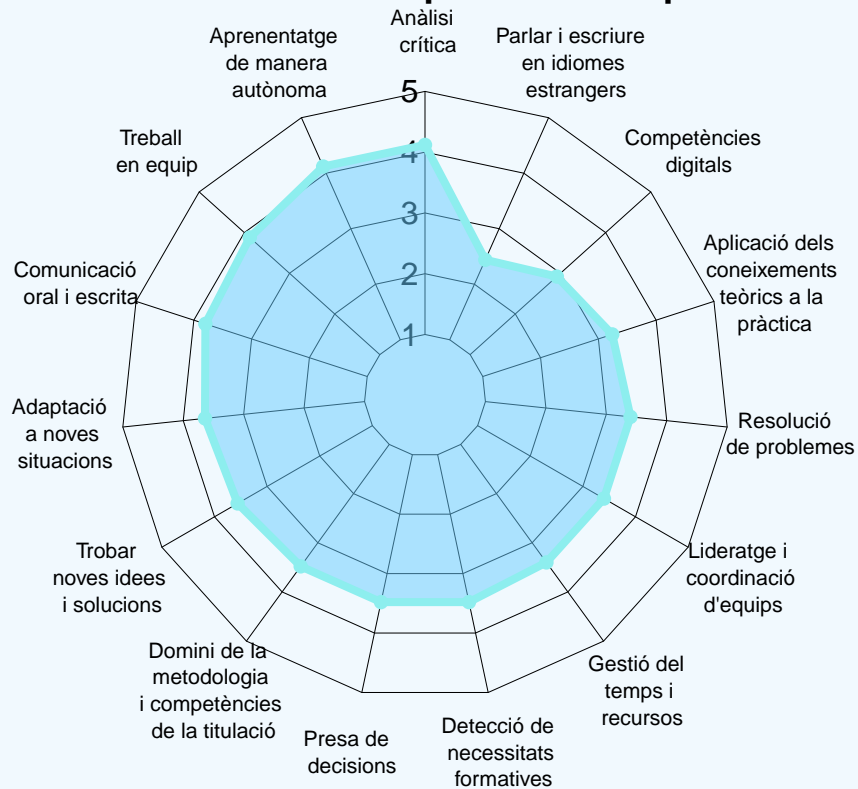 Anàlisi
crítica
Parlar i escriure
en idiomes
estrangers
Competències
digitals
Aplicació dels
coneixements
teòrics a la
pràctica
Resolució
de problemes
Lideratge i
coordinació
d'equips
Gestió del
temps i
recursos
Detecció de
necessitats
formatives
Presa de
decisions
Domini de la
metodologia
i competències
de la titulació
Trobar
noves idees
i solucions
Adaptació
a noves
situacions
Comunicació
oral i escrita
Treball
en equip
Aprenentatge
de manera
autònoma
5
4
3
2
1